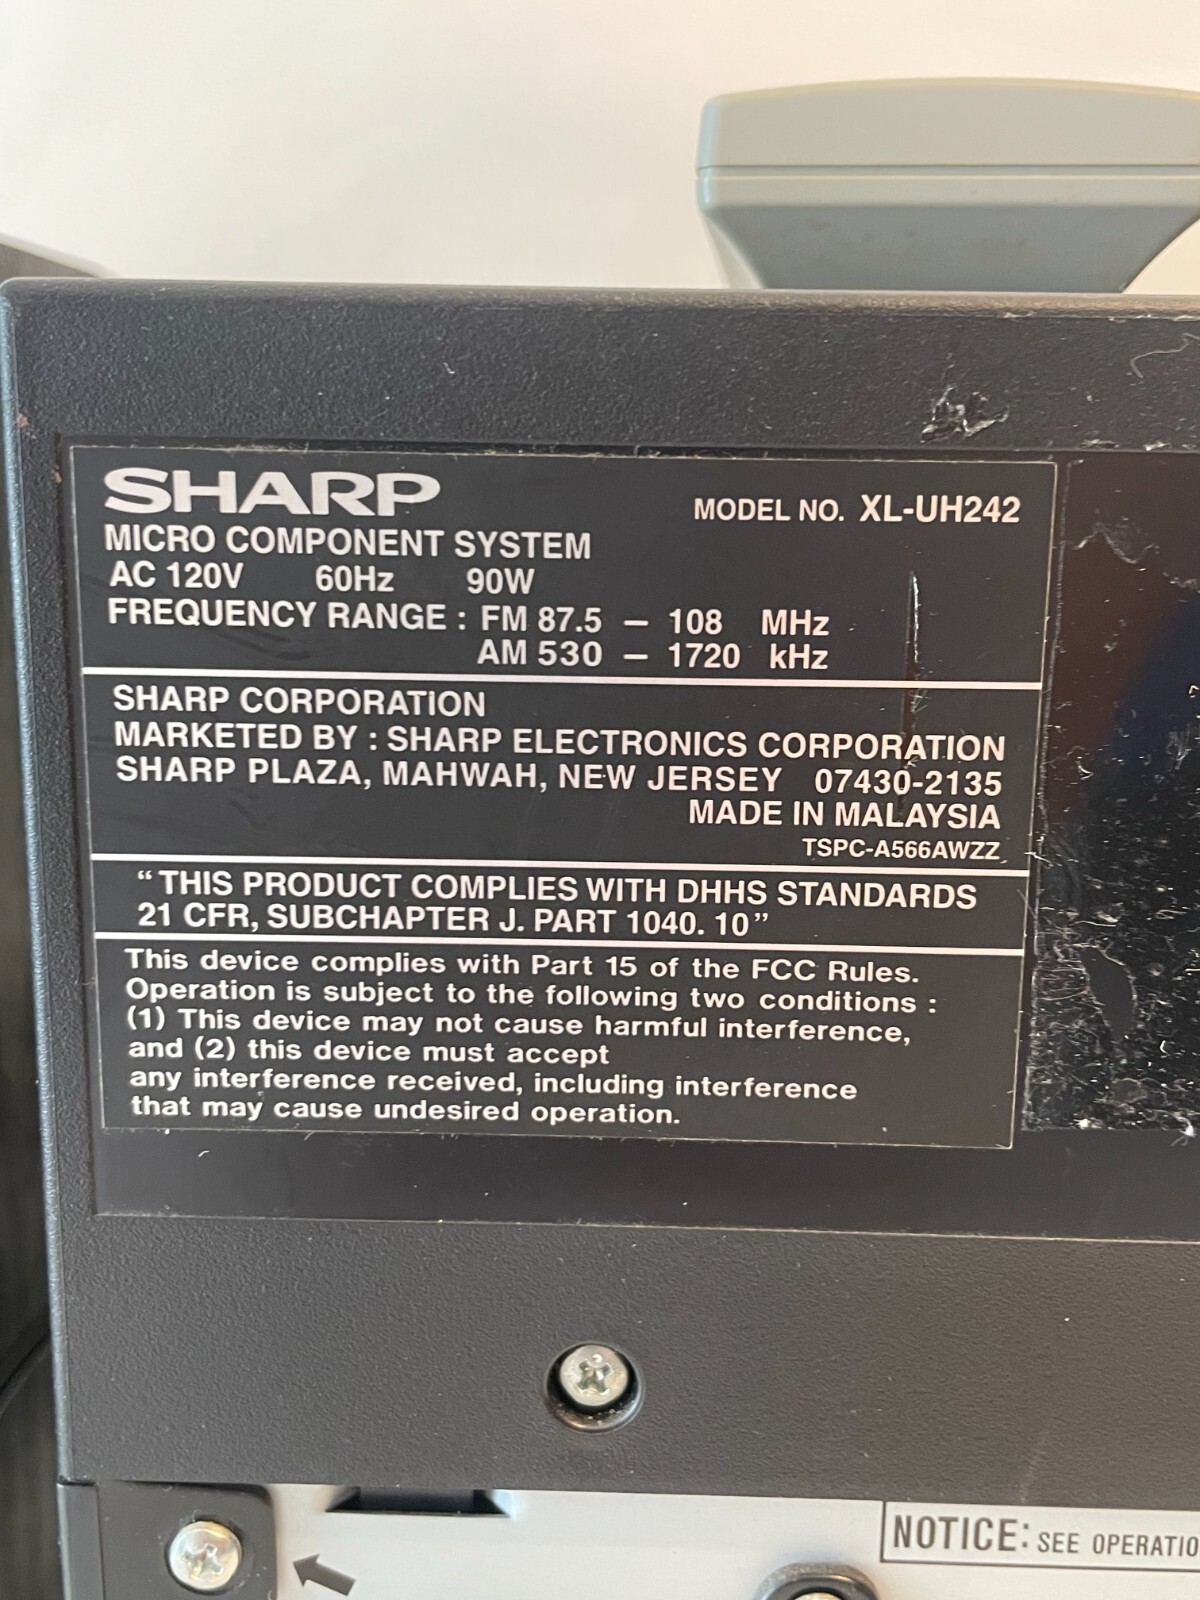 SHARP
MODEL NO. XL-UH242
MICRO COMPONENT SYSTEM
AC 120V 60Hz 90W
FREQUENCY RANGE : FM 87.5 – 108 MHz
AM 530 – 1720 kHz
SHARP CORPORATION
MARKETED BY : SHARP ELECTRONICS CORPORATION
SHARP PLAZA, MAHWAH, NEW JERSEY 07430-2135
MADE IN MALAYSIA
TSPC-A566AWZZ
“ THIS PRODUCT COMPLIES WITH DHHS STANDARDS
21 CFR, SUBCHAPTER J. PART 1040. 10 ”
This device complies with Part 15 of the FCC Rules.
Operation is subject to the following two conditions :
(1) This device may not cause harmful interference,
and (2) this device must accept
any interference received, including interference
that may cause undesired operation.
NOTICE: SEE OPERATIO